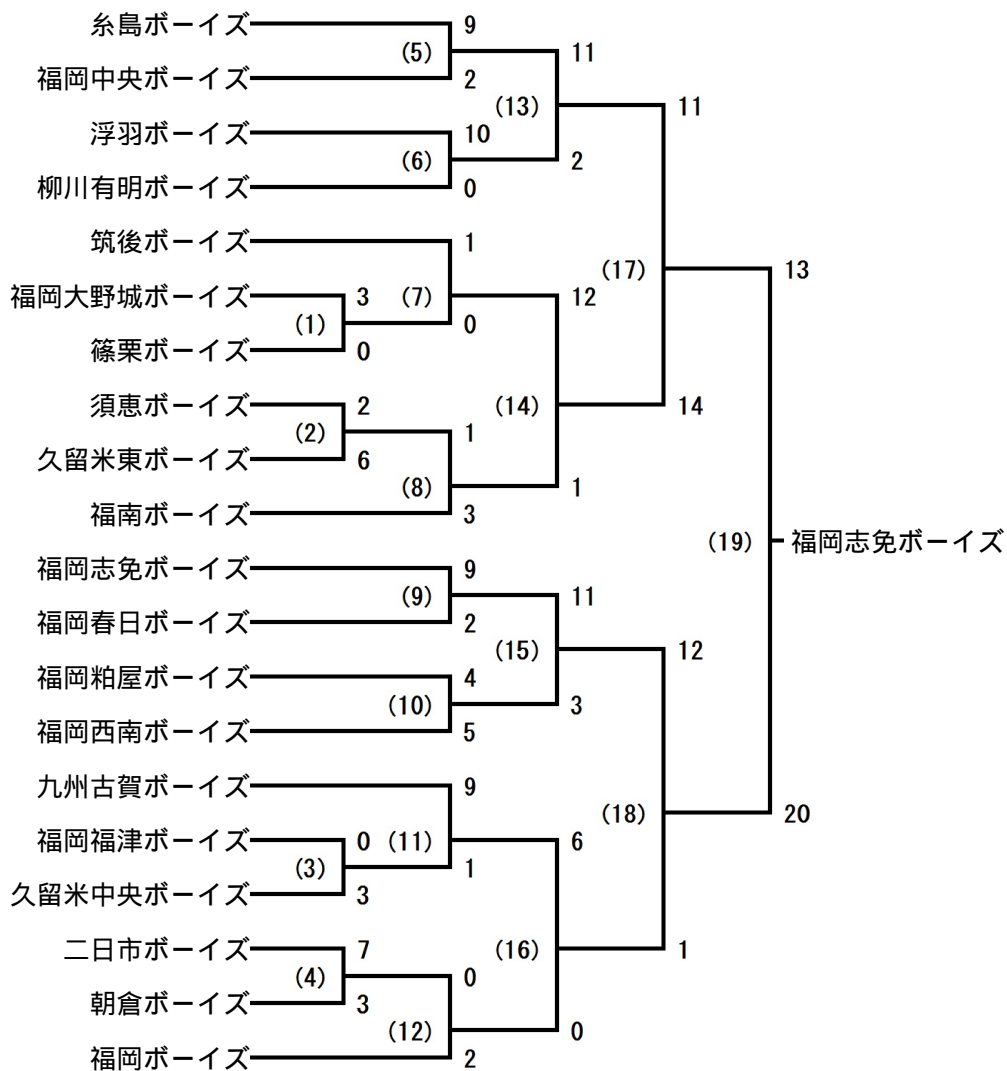 糸島ボーイズ 9
(5) 11
福岡中央ボーイズ 2
(13) 11
浮羽ボーイズ 10
(6) 2
柳川有明ボーイズ 0
筑後ボーイズ 1
(17) 13
福岡大野城ボーイズ 3 (7) 12
(1) 0
篠栗ボーイズ 0
須恵ボーイズ 2 (14) 14
(2) 1
久留米東ボーイズ 6
(8) 1
福南ボーイズ 3
(19) 福岡志免ボーイズ
福岡志免ボーイズ 9
(9) 11
福岡春日ボーイズ 2
(15) 12
福岡粕屋ボーイズ 4
(10) 3
福岡西南ボーイズ 5
九州古賀ボーイズ 9
(18) 20
福岡福津ボーイズ 0 (11) 6
(3) 1
久留米中央ボーイズ 3
二日市ボーイズ 7 (16) 1
(4) 0
朝倉ボーイズ 3
(12) 0
福岡ボーイズ 2